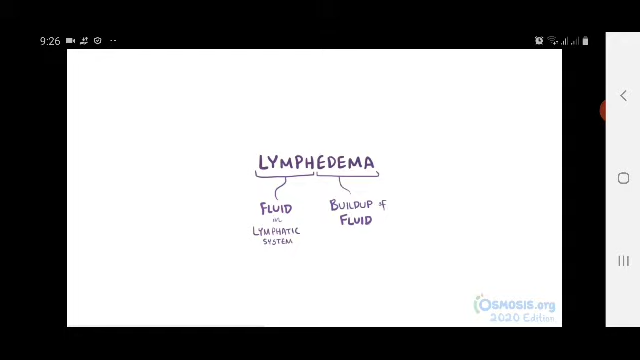 9:26
LYMPHEDEMA
FLUID
in
LYMPHATIC
SYSTEM
BUILDUP of
FLUID
OSMOSIS.org
2020 Edition